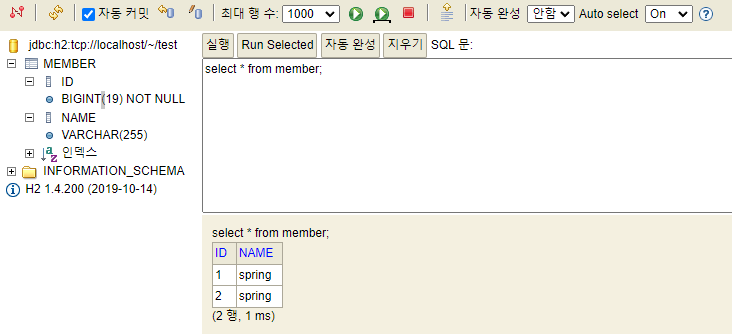 자동 커밋 최대 행 수: 1000 자동 완성 안함 Auto select On
jdbc:h2:tcp://localhost/~/test
MEMBER
ID
BIGINT(19) NOT NULL
NAME
VARCHAR(255)
인덱스
INFORMATION_SCHEMA
H2 1.4.200 (2019-10-14)
실행 Run Selected 자동 완성 지우기 SQL 문:
select * from member;
select * from member;
ID NAME
1 spring
2 spring
(2 행, 1 ms)